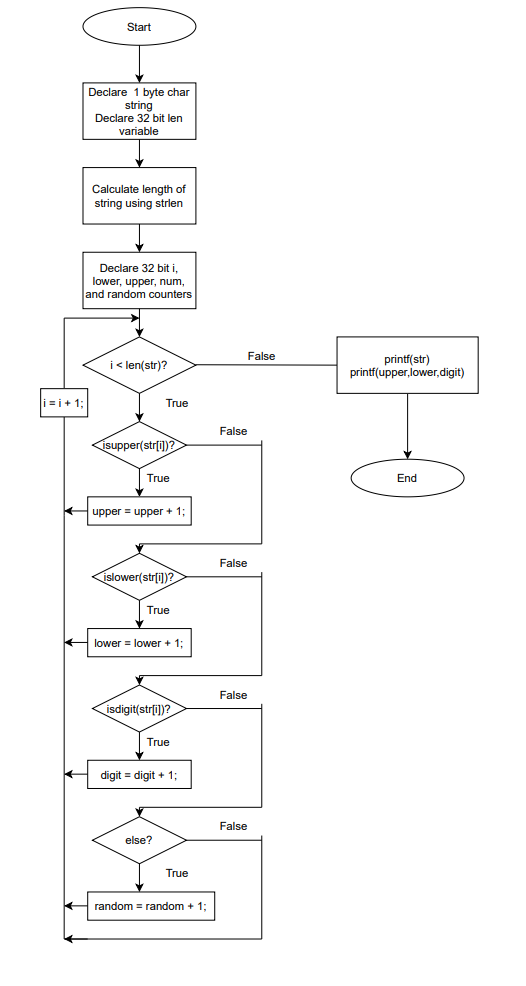 Start
Declare 1 byte char
string
Declare 32 bit len
variable
Calculate length of
string using strlen
Declare 32 bit i,
lower, upper, num,
and random counters
i < len(str)?
False
printf(str)
printf(upper,lower,digit)
i = i + 1;
True
isupper(str[i])?
False
True
End
upper = upper + 1;
islower(str[i])?
False
True
lower = lower + 1;
isdigit(str[i])?
False
True
digit = digit + 1;
else?
False
True
random = random + 1;